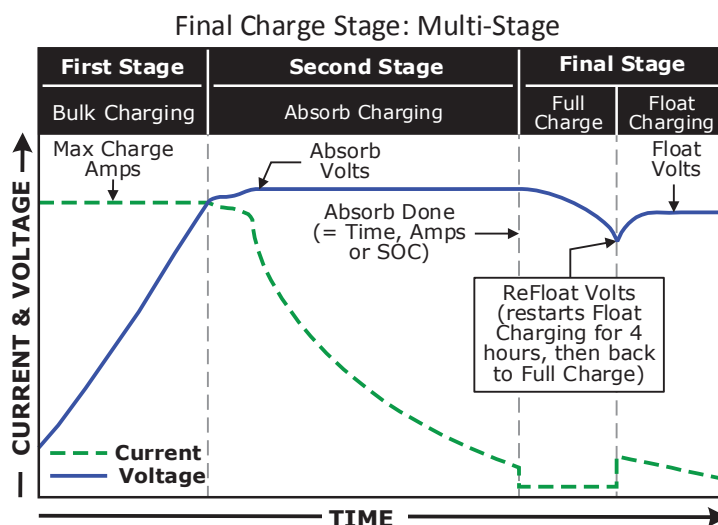 Final Charge Stage: Multi-Stage
First Stage
Second Stage
Final Stage
Bulk Charging
Absorb Charging
Full
Charge
Float
Charging
Max Charge
Amps
Absorb
Volts
Float
Volts
Absorb Done
(= Time, Amps
or SOC)
ReFloat Volts
(restarts Float
Charging for 4
hours, then back
to Full Charge)
Current
Voltage
CURRENT & VOLTAGE
TIME